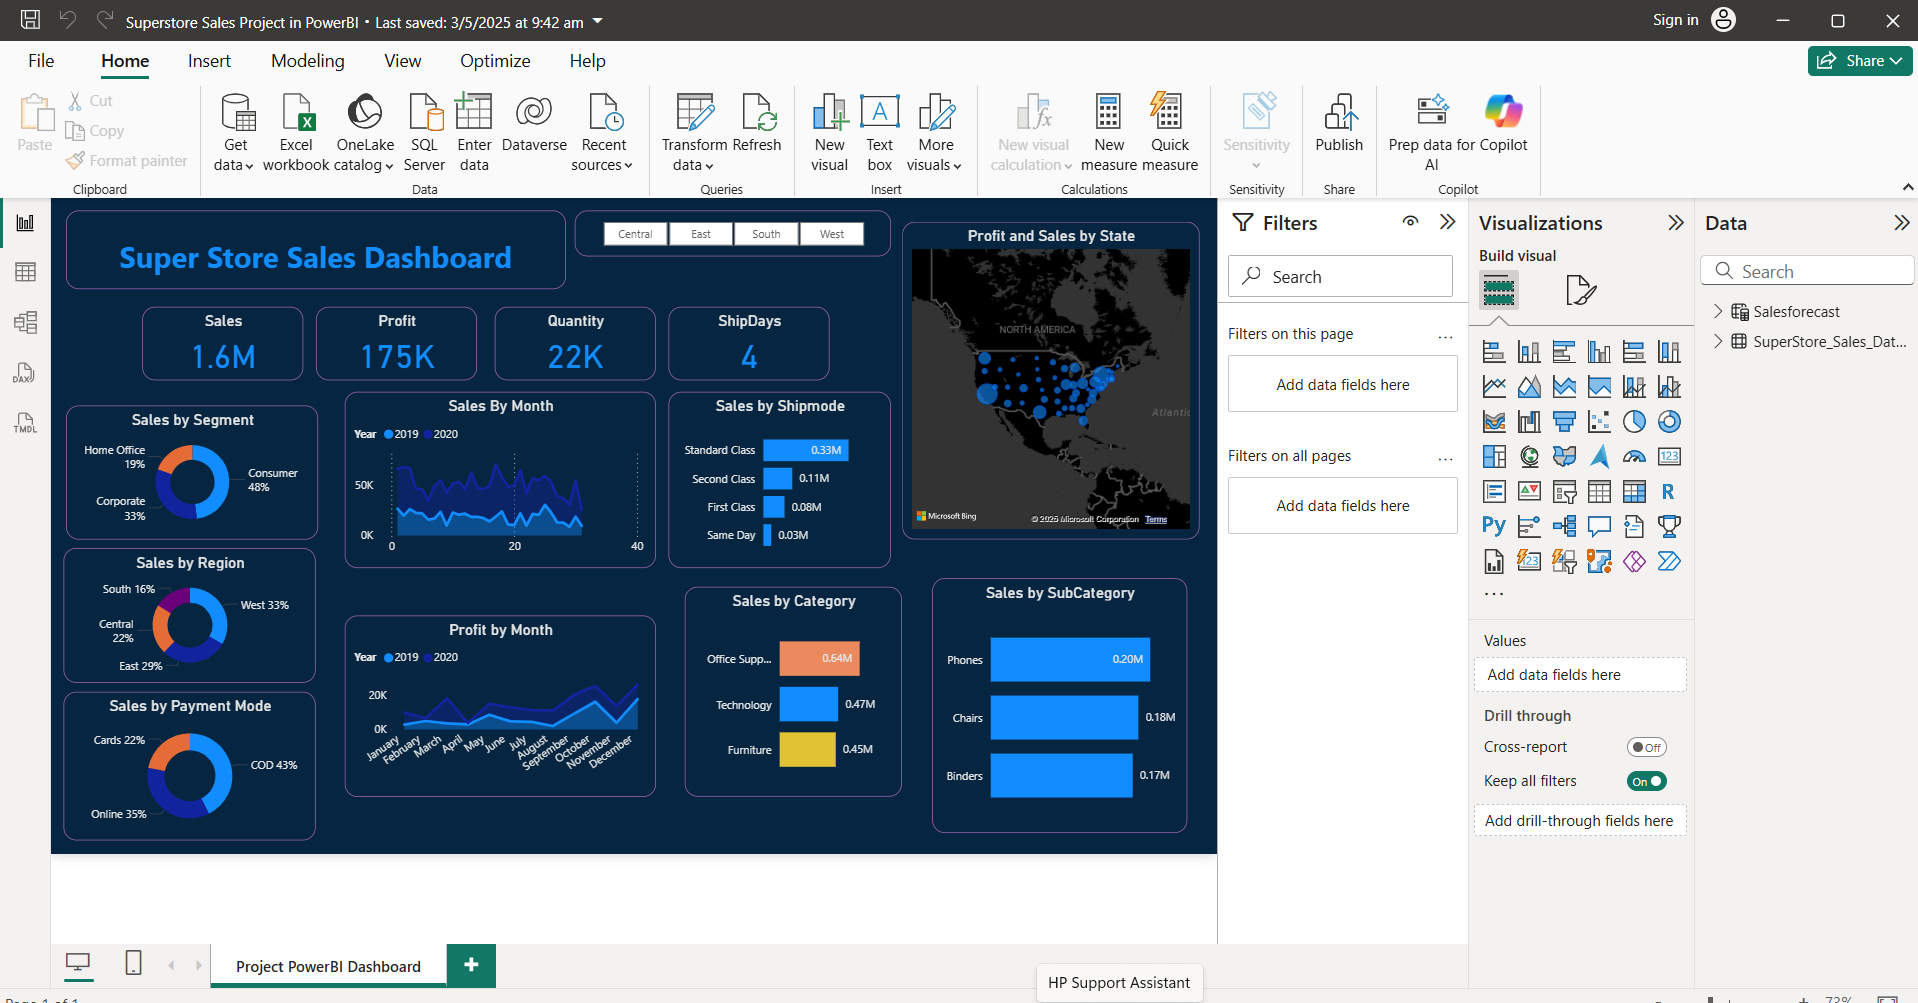 Superstore Sales Project in PowerBI • Last saved: 3/5/2025 at 9:42 am
Sign in
File Home Insert Modeling View Optimize Help
Share
Paste
Cut
Copy
Format painter
Clipboard
Get data
Excel workbook
OneLake catalog
SQL Server
Enter data
Dataverse
Recent sources
Data
Transform data
Refresh
Queries
New visual
Text box
More visuals
Insert
New visual calculation
New measure
Quick measure
Calculations
Sensitivity
Sensitivity
Publish
Share
Prep data for AI
Copilot
Copilot
DAX
TMDL
Super Store Sales Dashboard
Central East South West
Sales
1.6M
Profit
175K
Quantity
22K
ShipDays
4
Profit and Sales by State
NORTH AMERICA
Atlantic
Microsoft Bing
© 2025 Microsoft Corporation Terms
Sales by Segment
Home Office
19%
Consumer
48%
Corporate
33%
Sales By Month
Year 2019 2020
50K
0K
0 20 40
Sales by Shipmode
Standard Class 0.33M
Second Class 0.11M
First Class 0.08M
Same Day 0.03M
Sales by Region
South 16%
West 33%
Central
22%
East 29%
Profit by Month
Year 2019 2020
20K
0K
January
February
March
April
May
June
July
August
September
October
November
December
Sales by Category
Office Supp... 0.64M
Technology 0.47M
Furniture 0.45M
Sales by SubCategory
Phones 0.20M
Chairs 0.18M
Binders 0.17M
Sales by Payment Mode
Cards 22%
COD 43%
Online 35%
Filters
Search
Filters on this page
...
Add data fields here
Filters on all pages
...
Add data fields here
Visualizations
Build visual
123
R
Py
123
...
Values
Add data fields here
Drill through
Cross-report
Off
Keep all filters
On
Add drill-through fields here
Data
Search
Salesforecast
SuperStore_Sales_Dat...
Project PowerBI Dashboard
+
HP Support Assistant
Page 1 of 1
73%